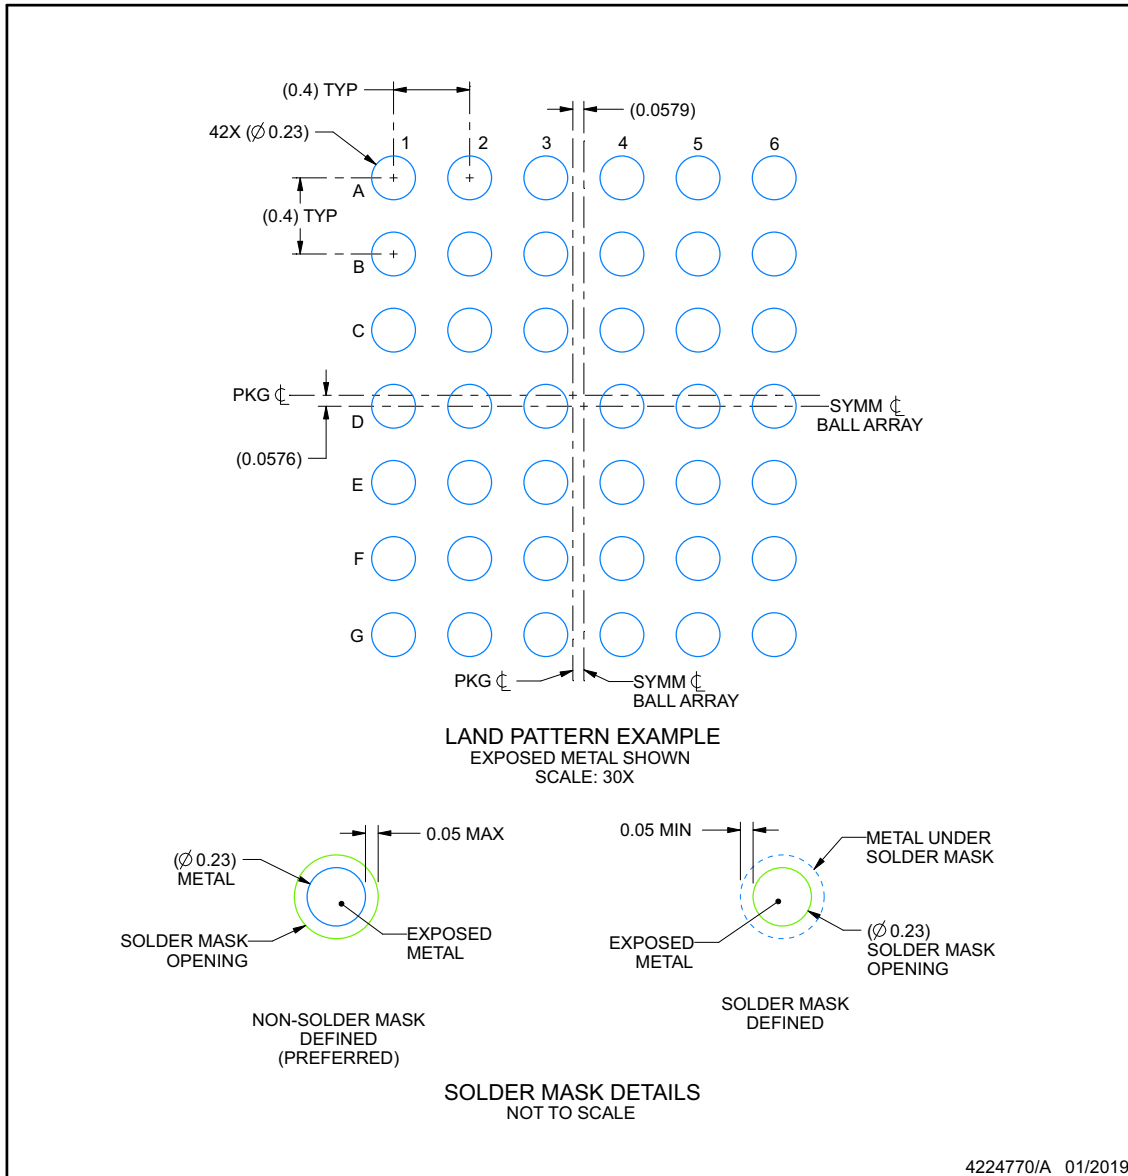 (0.4) TYP
(0.0579)
42X (∅ 0.23)
1 2 3 4 5 6
A
(0.4) TYP
B
C
PKG ℄
D
SYMM ℄
BALL ARRAY
(0.0576)
E
F
G
PKG ℄
SYMM ℄
BALL ARRAY
LAND PATTERN EXAMPLE
EXPOSED METAL SHOWN
SCALE: 30X
0.05 MAX
(∅ 0.23)
METAL
SOLDER MASK
OPENING
EXPOSED
METAL
NON-SOLDER MASK
DEFINED
(PREFERRED)
0.05 MIN
METAL UNDER
SOLDER MASK
EXPOSED
METAL
(∅ 0.23)
SOLDER MASK
OPENING
SOLDER MASK
DEFINED
SOLDER MASK DETAILS
NOT TO SCALE
4224770/A 01/2019